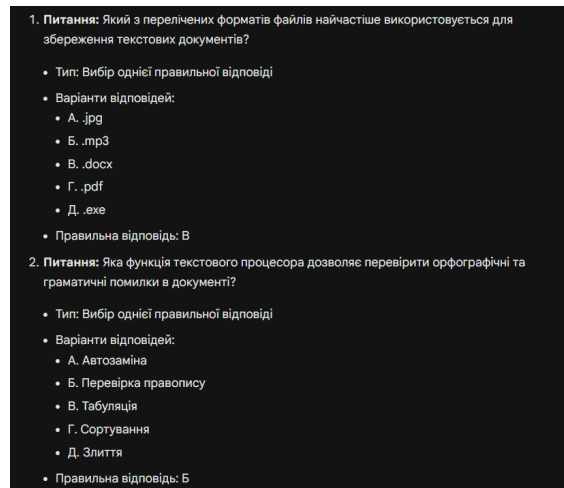 1. Питання: Який з перелічених форматів файлів найчастіше використовується для
збереження текстових документів?
• Тип: Вибір однієї правильної відповіді
• Варіанти відповідей:
• А. .jpg
• Б. .mp3
• В. .docx
• Г. .pdf
• Д. .exe
• Правильна відповідь: В
2. Питання: Яка функція текстового процесора дозволяє перевірити орфографічні та
граматичні помилки в документі?
• Тип: Вибір однієї правильної відповіді
• Варіанти відповідей:
• А. Автозаміна
• Б. Перевірка правопису
• В. Табуляція
• Г. Сортування
• Д. Злиття
• Правильна відповідь: Б